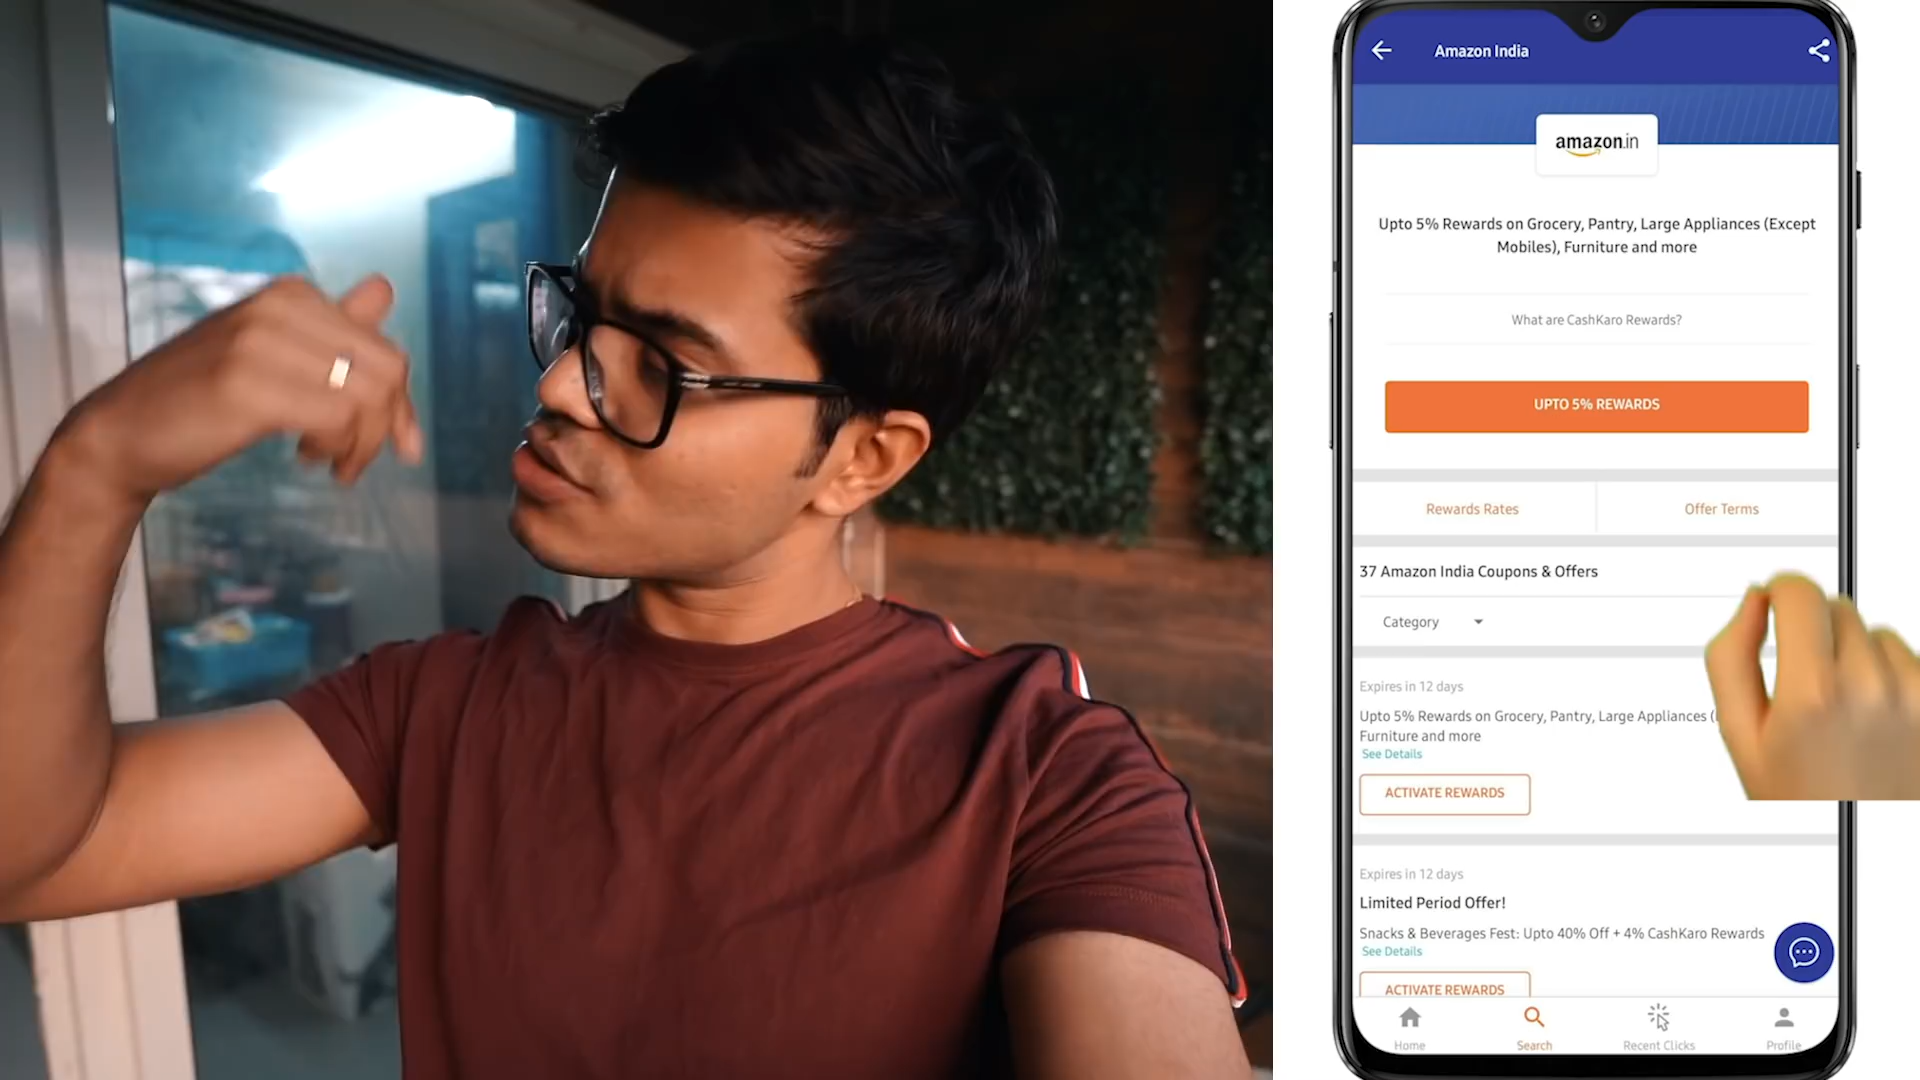 Amazon India
amazon.in
Upto 5% Rewards on Grocery, Pantry, Large Appliances (Except
Mobiles), Furniture and more
What are CashKaro Rewards?
UPTO 5% REWARDS
Rewards Rates
Offer Terms
37 Amazon India Coupons & Offers
Category
Expires in 12 days
Upto 5% Rewards on Grocery, Pantry, Large Appliances
Furniture and more
See Details
ACTIVATE REWARDS
Expires in 12 days
Limited Period Offer!
Snacks & Beverages Fest: Upto 40% Off + 4% CashKaro Rewards
See Details
ACTIVATE REWARDS
Home
Search
Recent Clicks
Profile